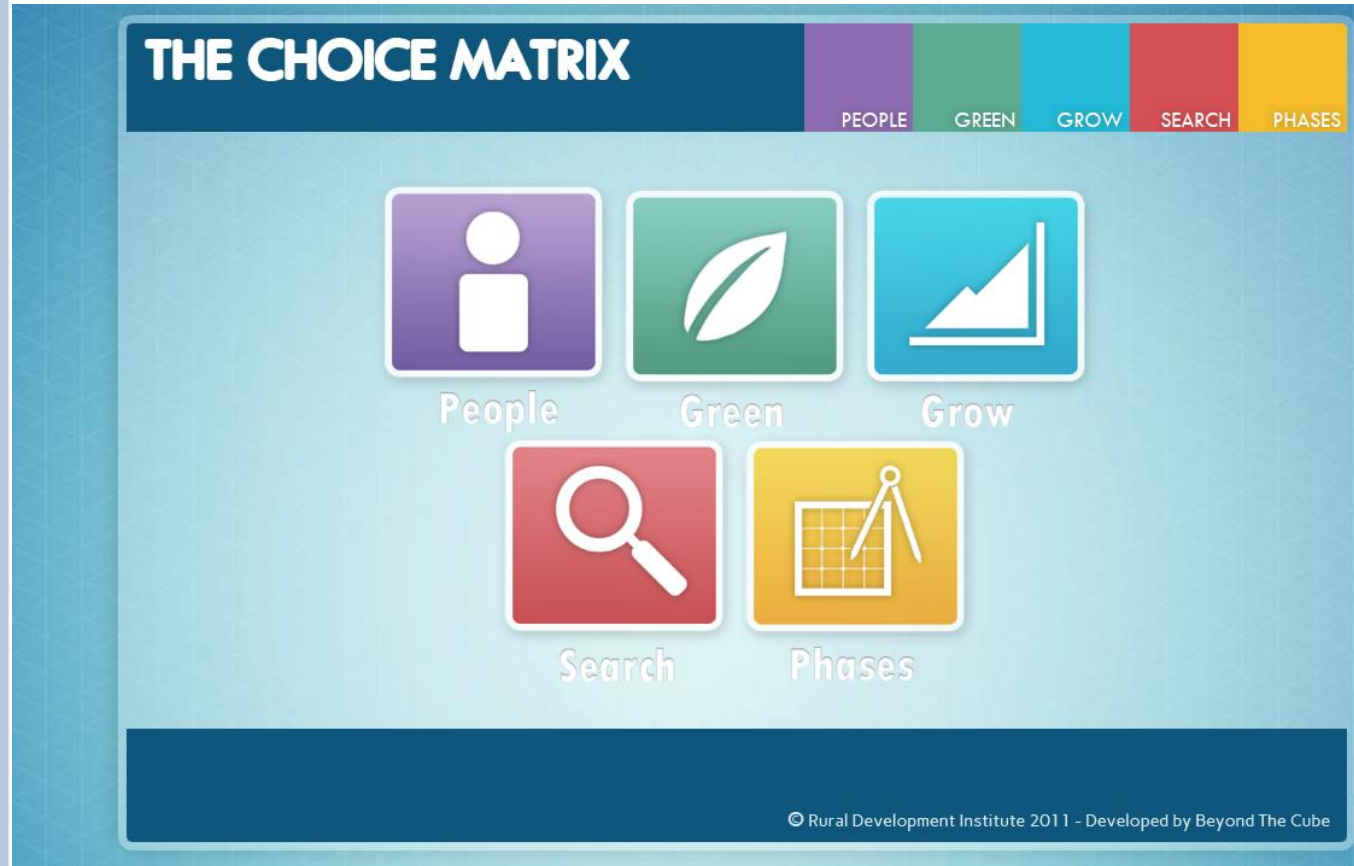 THE CHOICE MATRIX
PEOPLE GREEN GROW SEARCH PHASES
People Green Grow
Search Phases
© Rural Development Institute 2011 - Developed by Beyond The Cube